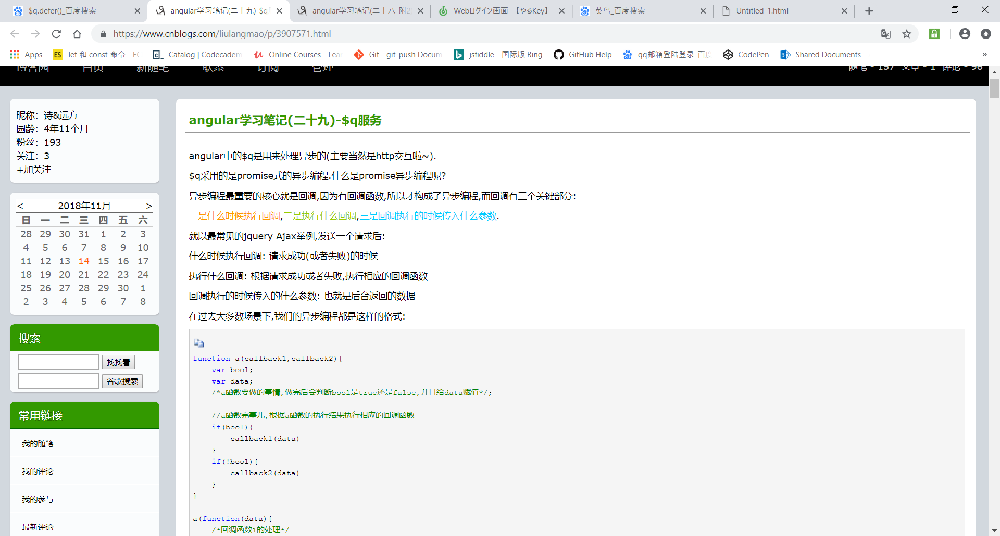 $q.defer()_百度搜索
angular学习笔记(二十九)-$q
angular学习笔记(二十八-附2
Webログイン画面 -【やるKey】
菜鸟_百度搜索
Untitled-1.html
https://www.cnblogs.com/liulangmao/p/3907571.html
Apps
let 和 const 命令 - EC
Catalog | Codecadem
Online Courses - Lea
Git - git-push Docum
jsfiddle - 国际版 Bing
GitHub Help
qq邮箱登陆登录_百度
CodePen
Shared Documents -
»
博客园 首页 新随笔 联系 订阅 管理
随笔 - 137 文章 - 1 评论 - 96
昵称：诗&远方
园龄：4年11个月
粉丝：193
关注：3
+加关注
< 2018年11月 >
日 一 二 三 四 五 六
28 29 30 31 1 2 3
4 5 6 7 8 9 10
11 12 13 14 15 16 17
18 19 20 21 22 23 24
25 26 27 28 29 30 1
2 3 4 5 6 7 8
搜索
找找看
谷歌搜索
常用链接
我的随笔
我的评论
我的参与
最新评论
angular学习笔记(二十九)-$q服务
angular中的$q是用来处理异步的(主要当然是http交互啦~).
$q采用的是promise式的异步编程.什么是promise异步编程呢?
异步编程最重要的核心就是回调,因为有回调函数,所以才构成了异步编程,而回调有三个关键部分:
一是什么时候执行回调,二是执行什么回调,三是回调执行的时候传入什么参数.
就以最常见的jquery Ajax举例,发送一个请求后:
什么时候执行回调: 请求成功(或者失败)的时候
执行什么回调: 根据请求成功或者失败,执行相应的回调函数
回调执行的时候传入的什么参数: 也就是后台返回的数据
在过去大多数场景下,我们的异步编程都是这样的格式:
function a(callback1,callback2){
    var bool;
    var data;
    /*a函数要做的事情,做完后会判断bool是true还是false,并且给data赋值*/;
    //a函数完事儿,根据a函数的执行结果执行相应的回调函数
    if(bool){
        callback1(data)
    }
    if(!bool){
        callback2(data)
    }
}
a(function(data){
    /*回调函数1的处理*/